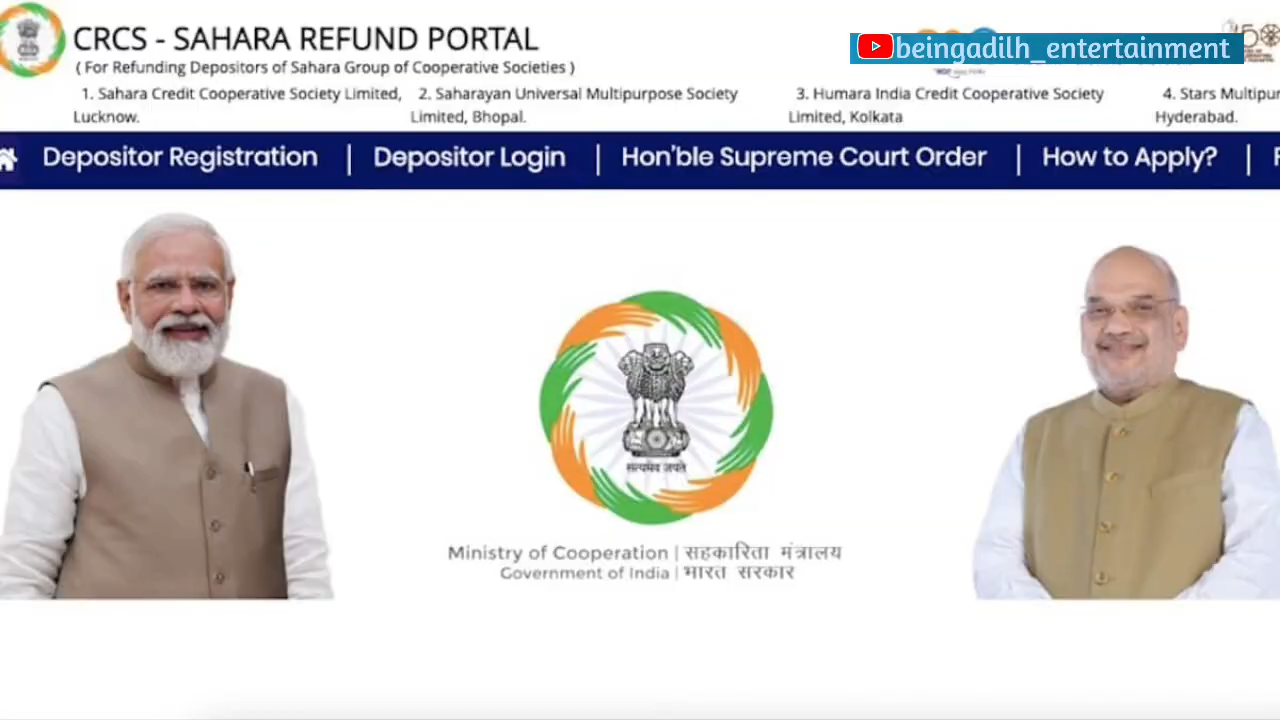 CRCS - SAHARA REFUND PORTAL
beingadilh_entertainment
( For Refunding Depositors of Sahara Group of Cooperative Societies )
1. Sahara Credit Cooperative Society Limited, Lucknow.
2. Saharayan Universal Multipurpose Society Limited, Bhopal.
3. Humara India Credit Cooperative Society Limited, Kolkata
4. Stars Hyderabad.
Depositor Registration | Depositor Login | Hon'ble Supreme Court Order | How to Apply? |
सत्यमेव जयते
Ministry of Cooperation | सहकारिता मंत्रालय
Government of India | भारत सरकार